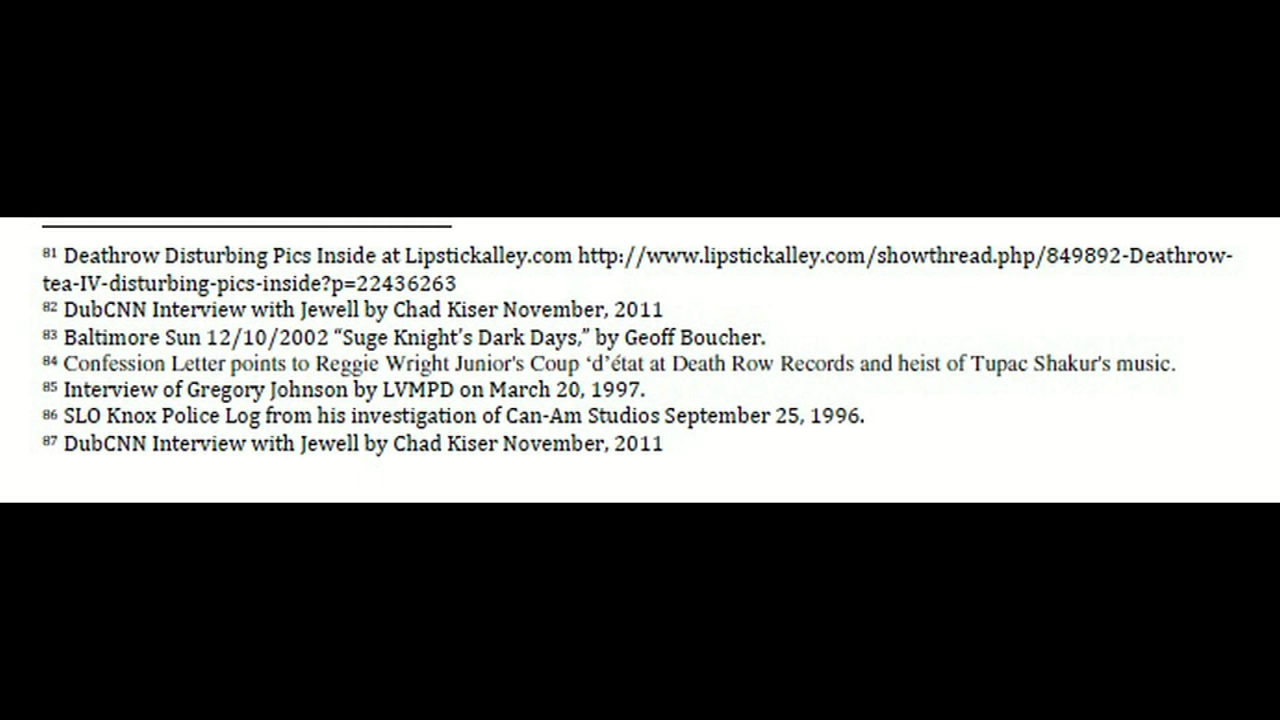 81 Deathrow Disturbing Pics Inside at Lipstickalley.com http://www.lipstickalley.com/showthread.php/849892-Deathrow-
tea-IV-disturbing-pics-inside?p=22436263
82 DubCNN Interview with Jewell by Chad Kiser November, 2011
83 Baltimore Sun 12/10/2002 “Suge Knight’s Dark Days,” by Geoff Boucher.
84 Confession Letter points to Reggie Wright Junior's Coup ‘d’état at Death Row Records and heist of Tupac Shakur's music.
85 Interview of Gregory Johnson by LVMPD on March 20, 1997.
86 SLO Knox Police Log from his investigation of Can-Am Studios September 25, 1996.
87 DubCNN Interview with Jewell by Chad Kiser November, 2011